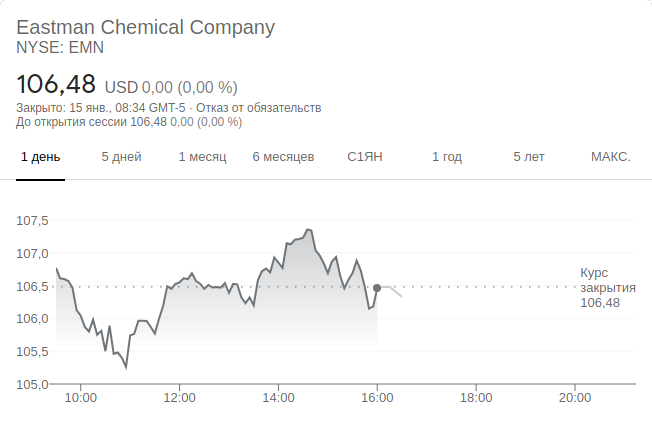 Eastman Chemical Company
NYSE: EMN
106,48 USD 0,00 (0,00 %)
Закрыто: 15 янв., 08:34 GMT-5 · Отказ от обязательств
До открытия сессии 106,48 0,00 (0,00 %)
1 день 5 дней 1 месяц 6 месяцев С1ЯН 1 год 5 лет МАКС.
107,5
107,0
106,5
106,0
105,5
105,0
Курс
закрытия
106,48
10:00 12:00 14:00 16:00 18:00 20:00